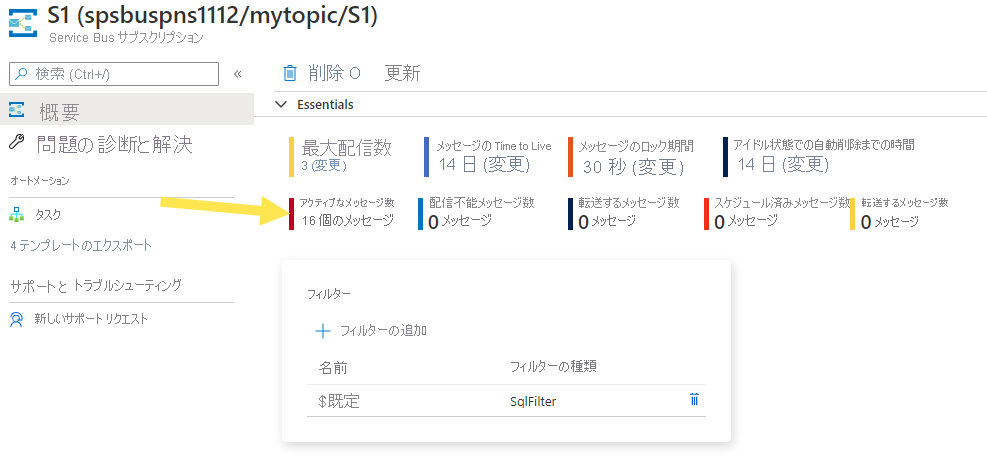 S1 (spsbuspns1112/mytopic/S1)
Service Bus サブスクリプション
検索 (Ctrl+/)
«
削除 O 更新
概要
Essentials
問題の診断と解決
オートメーション
タスク
4 テンプレートのエクスポート
サポートと トラブルシューティング
新しいサポート リクエスト
最大配信数
3 (変更)
メッセージの Time to Live
14 日 (変更)
メッセージのロック期間
30 秒 (変更)
アイドル状態での自動削除までの時間
14 日 (変更)
アクティブなメッセージ数
16 個のメッセージ
配信不能メッセージ数
0 メッセージ
転送するメッセージ数
0 メッセージ
スケジュール済みメッセージ数
0 メッセージ
転送するメッセージ数
0 メッセージ
フィルター
フィルターの追加
名前 フィルターの種類
$既定 SqlFilter